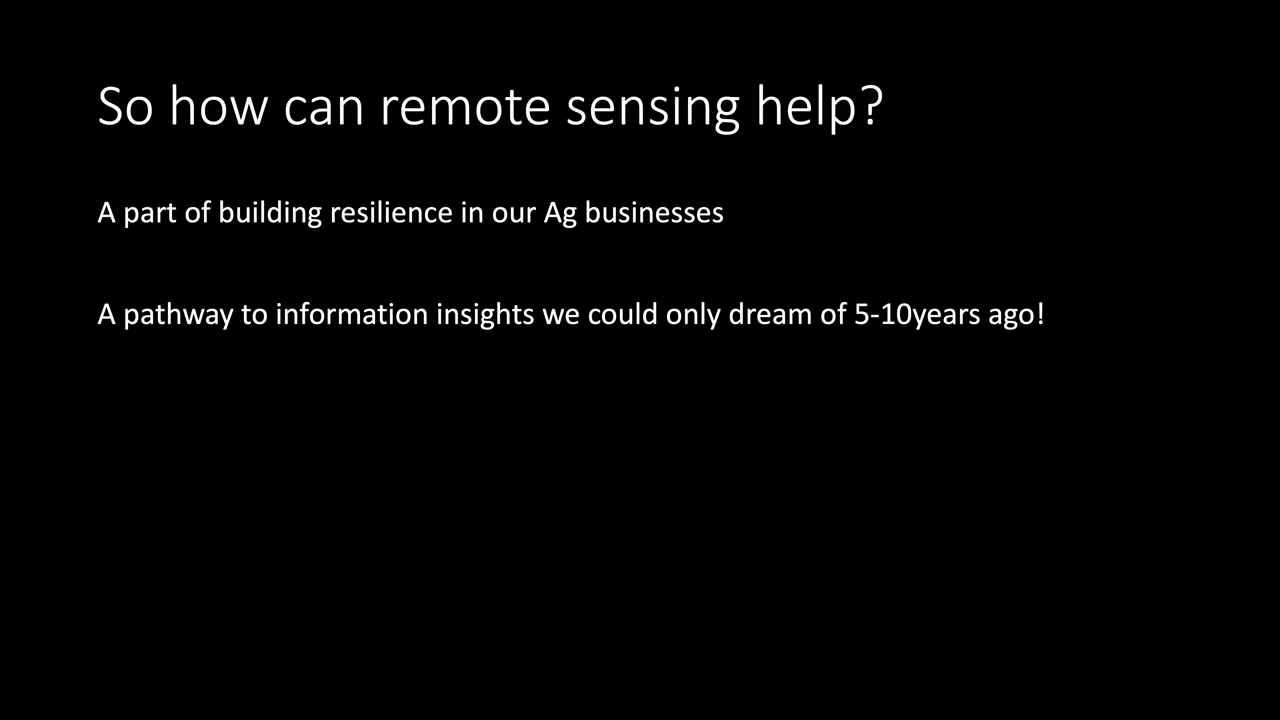 So how can remote sensing help?
A part of building resilience in our Ag businesses
A pathway to information insights we could only dream of 5-10years ago!